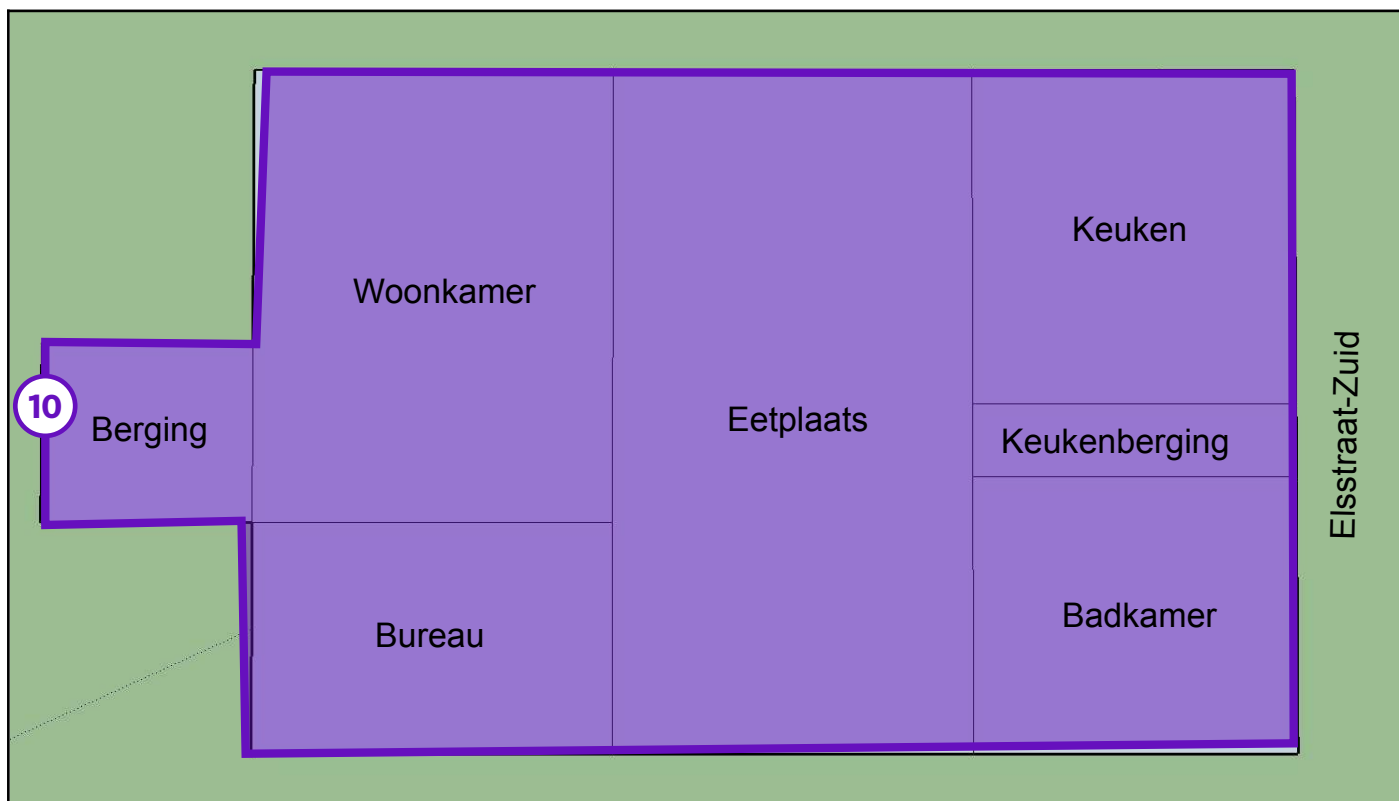 Keuken
Woonkamer
10
Berging
Eetplaats
Keukenberging
Elsstraat-Zuid
Bureau
Badkamer